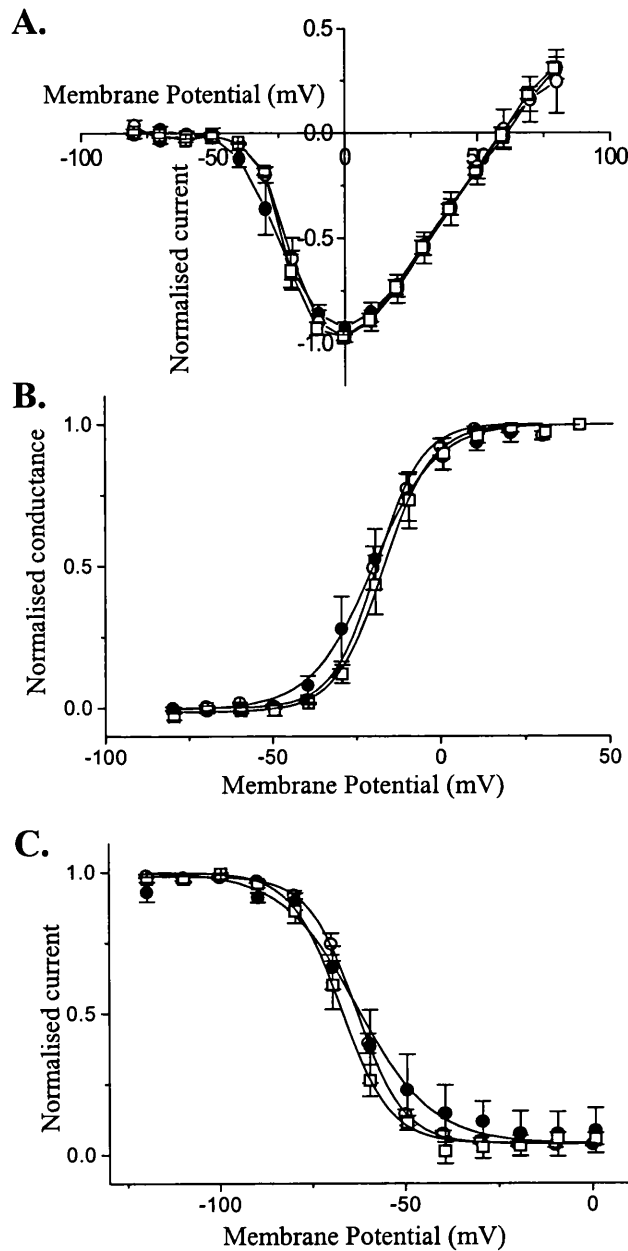 A.
0.5
Membrane Potential (mV)
0.0
-100
-50
0
50
100
Normalised current
-0.5
-1.0
B.
1.0
Normalised conductance
0.5
0.0
-100
-50
0
50
Membrane Potential (mV)
C.
1.0
Normalised current
0.5
0.0
-100
-50
0
Membrane Potential (mV)